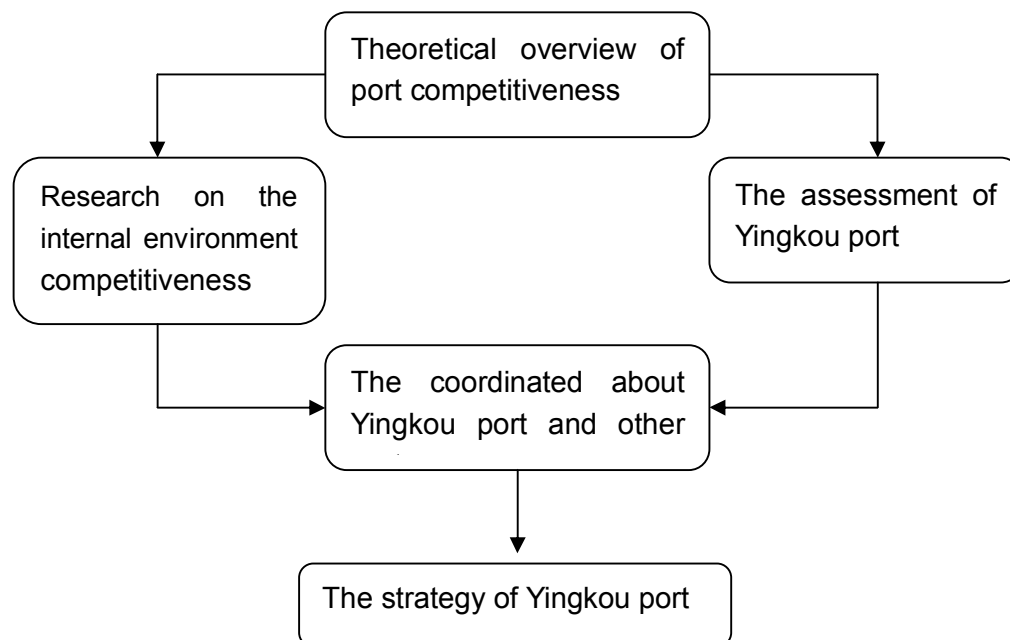 Theoretical overview of
port competitiveness
Research on the
internal environment
competitiveness
The assessment of
Yingkou port
The coordinated about
Yingkou port and other
The strategy of Yingkou port